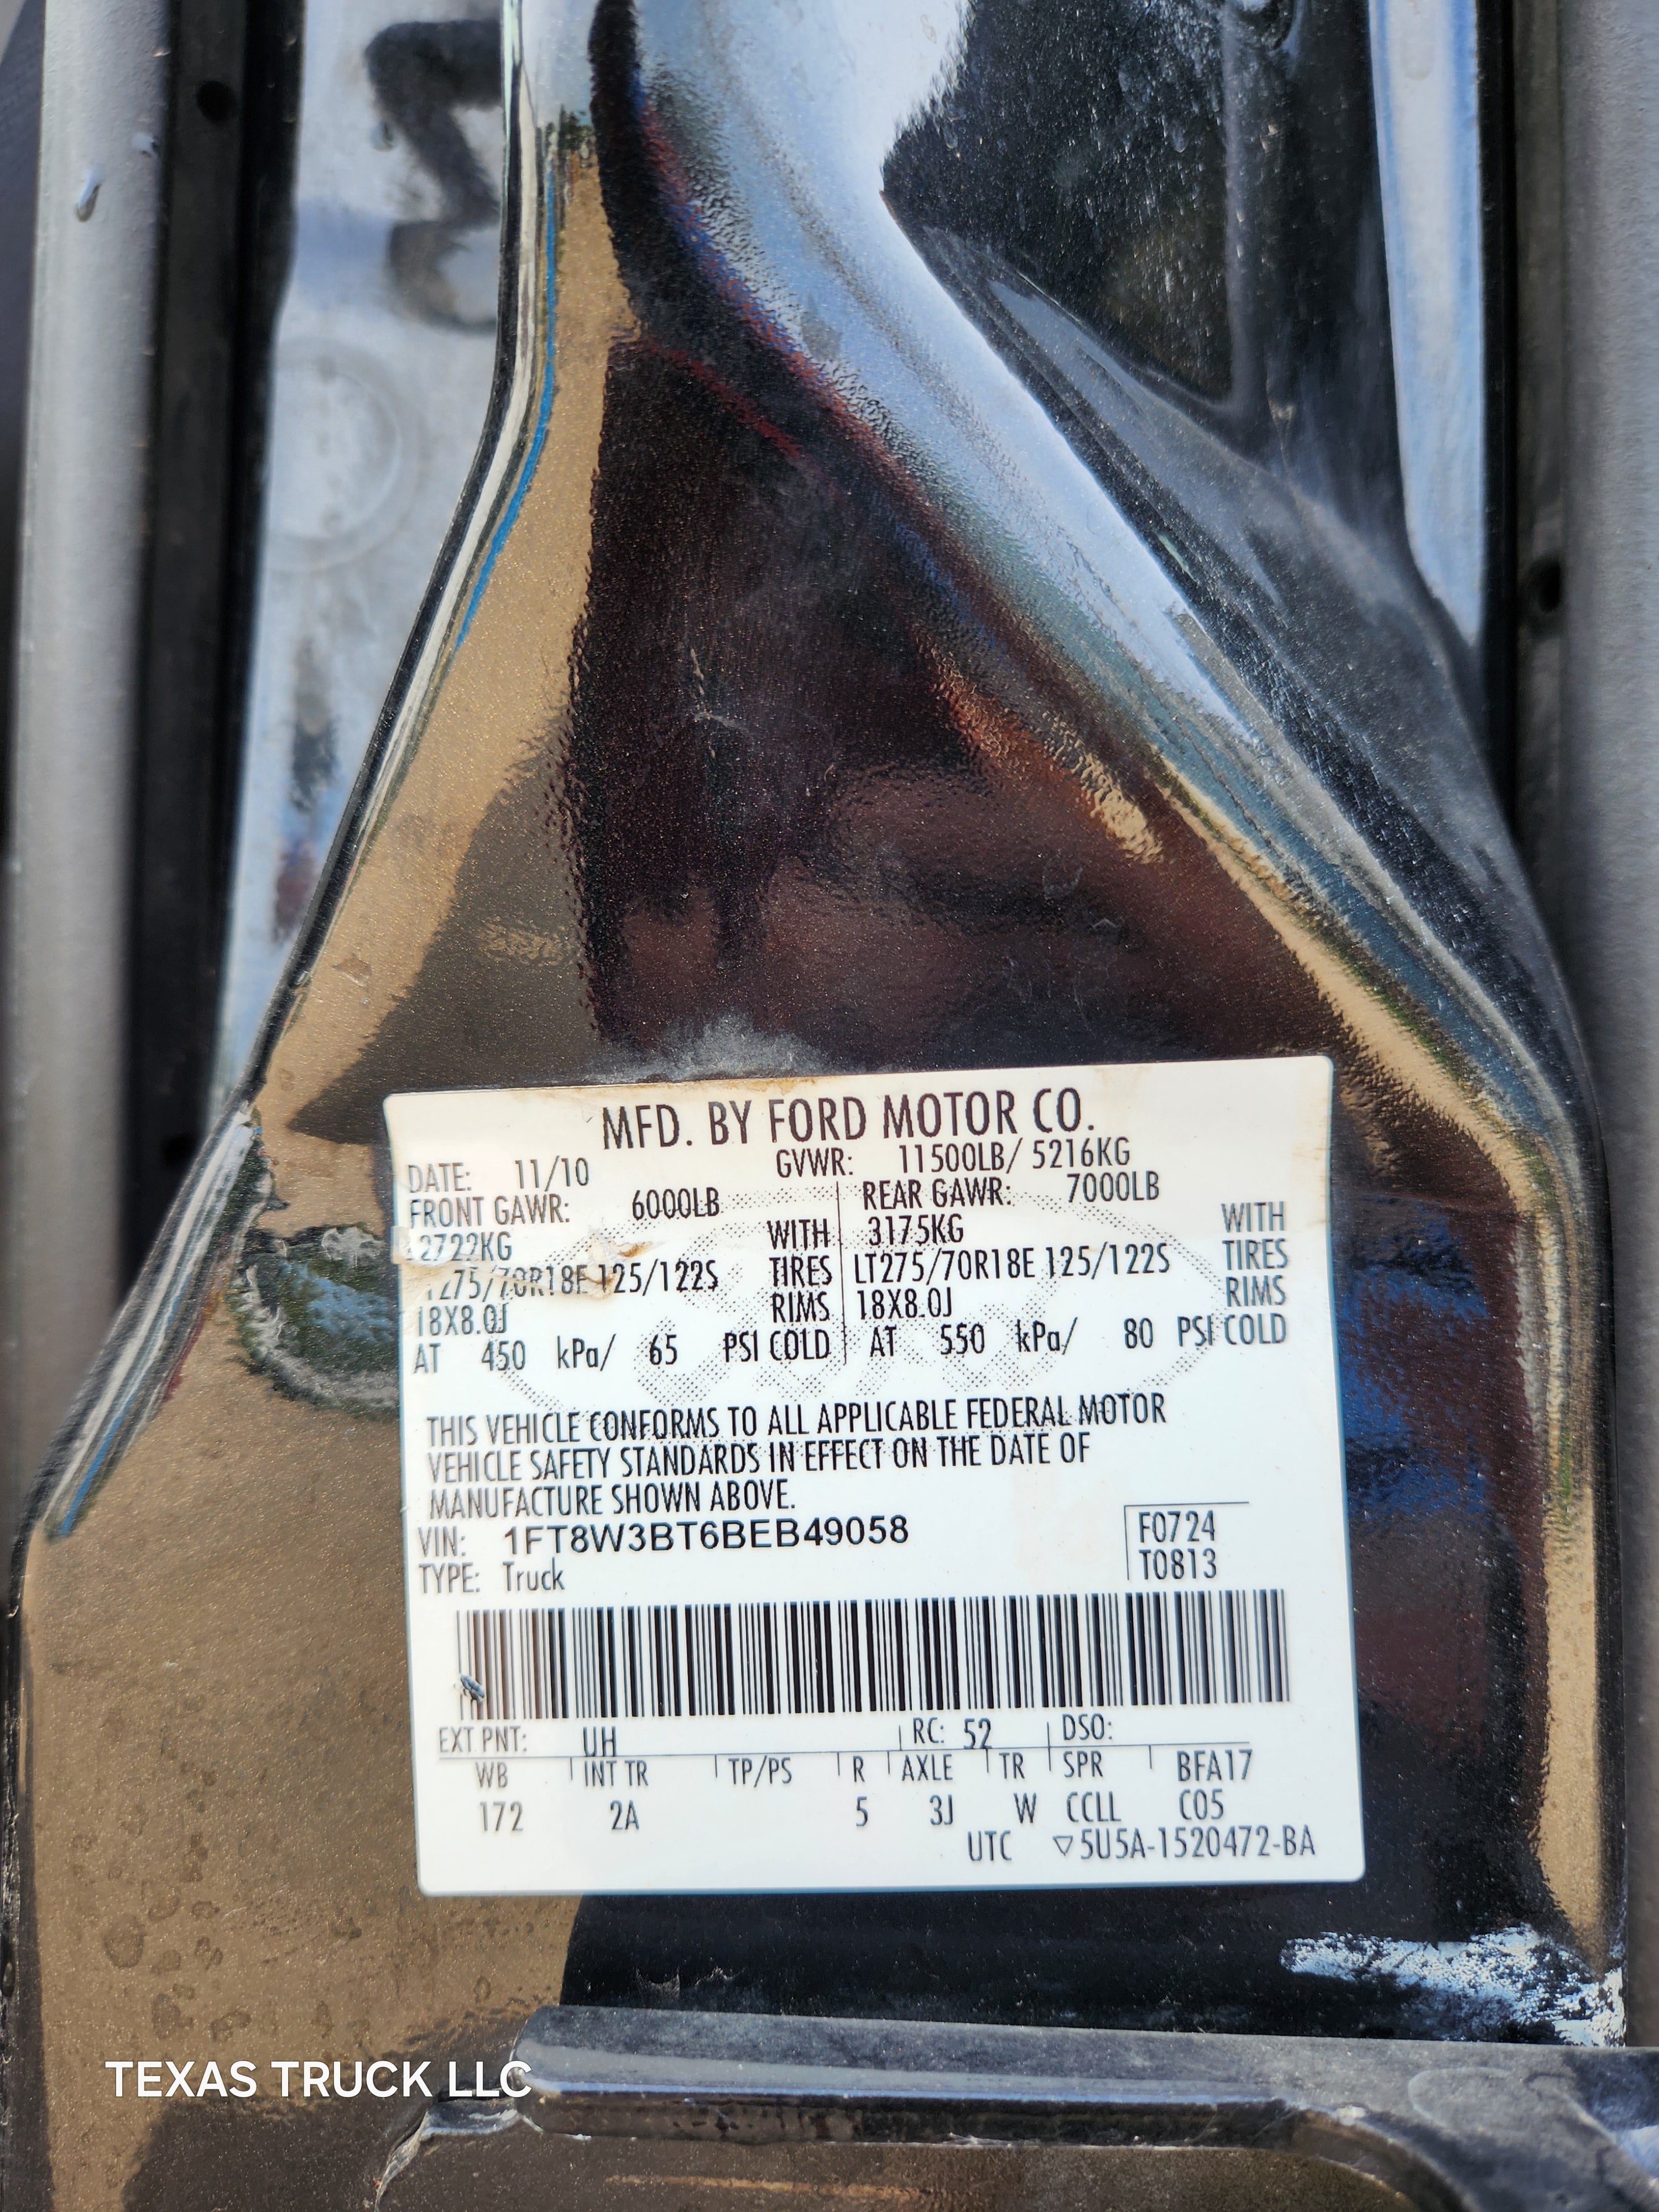 MFD. BY FORD MOTOR CO.
DATE: 11/10 GVWR: 11500LB/ 5216KG
FRONT GAWR: 6000LB REAR GAWR: 7000LB
2722KG WITH 3175KG WITH
275/70R18E 125/122S TIRES LT275/70R18E 125/122S TIRES
18X8.0J RIMS 18X8.0J RIMS
AT 450 kPa/ 65 PSI COLD AT 550 kPa/ 80 PSI COLD
THIS VEHICLE CONFORMS TO ALL APPLICABLE FEDERAL MOTOR
VEHICLE SAFETY STANDARDS IN EFFECT ON THE DATE OF
MANUFACTURE SHOWN ABOVE.
VIN: 1FT8W3BT6BEB49058 F0724
TYPE: Truck T0813
EXT PNT: UH RC: 52 DSO:
WB INT TR TP/PS R AXLE TR SPR BFA17
172 2A 5 3J W CCLL C05
UTC ▽5U5A-1520472-BA
TEXAS TRUCK LLC